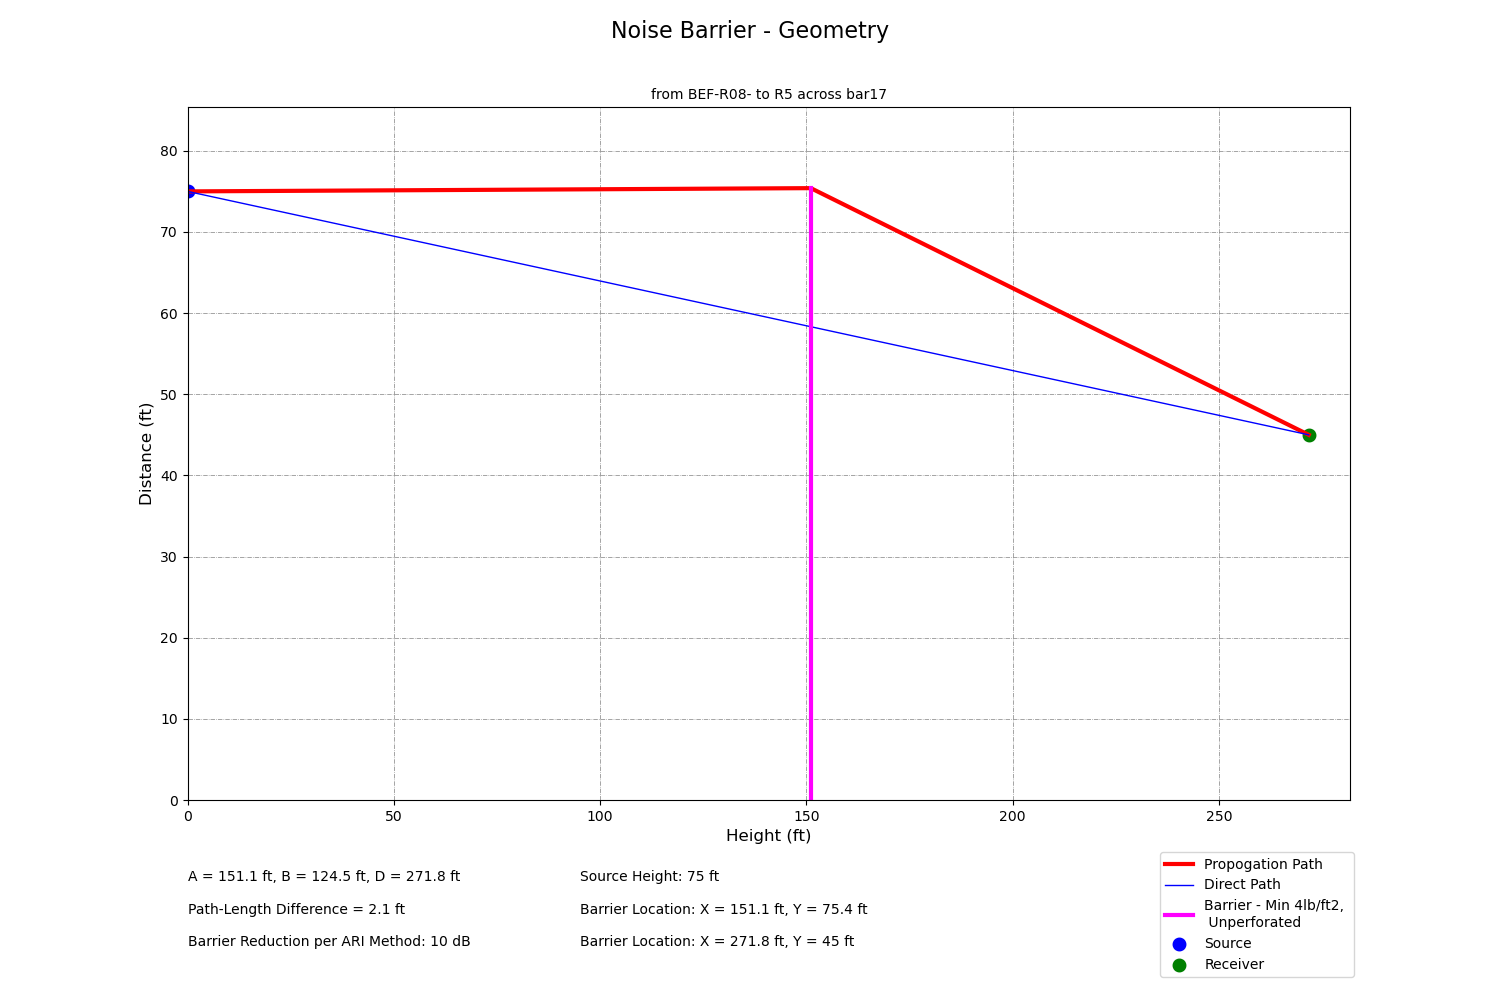 Noise Barrier - Geometry
from BEF-R08- to R5 across bar17
80
70
60
50
40
30
20
10
0
Distance (ft)
0 50 100 150 200 250
Height (ft)
A = 151.1 ft, B = 124.5 ft, D = 271.8 ft
Path-Length Difference = 2.1 ft
Barrier Reduction per ARI Method: 10 dB
Source Height: 75 ft
Barrier Location: X = 151.1 ft, Y = 75.4 ft
Barrier Location: X = 271.8 ft, Y = 45 ft
Propogation Path
Direct Path
Barrier - Min 4lb/ft2,
Unperforated
Source
Receiver